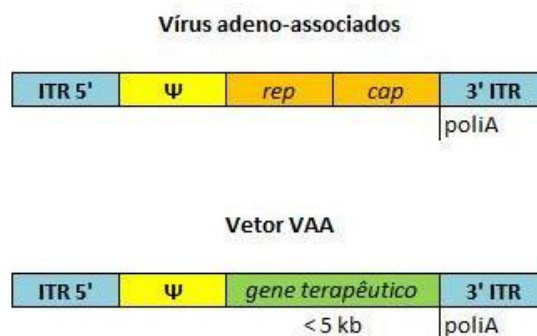 Vírus adeno-associados
ITR 5' Ψ rep cap 3' ITR
poliA
Vetor VAA
ITR 5' Ψ gene terapêutico 3' ITR
< 5 kb poliA